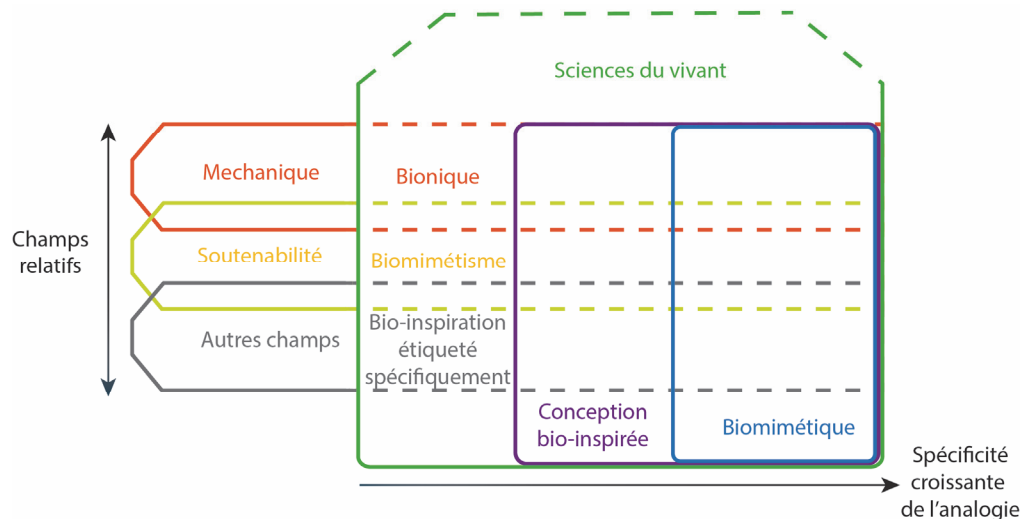 Sciences du vivant
Mechanique
Bionique
Champs
relatifs
Soutenabilité
Biomimétisme
Autres champs
Bio-inspiration
étiqueté
spécifiquement
Conception
bio-inspirée
Biomimétique
Spécificité
croissante
de l'analogie